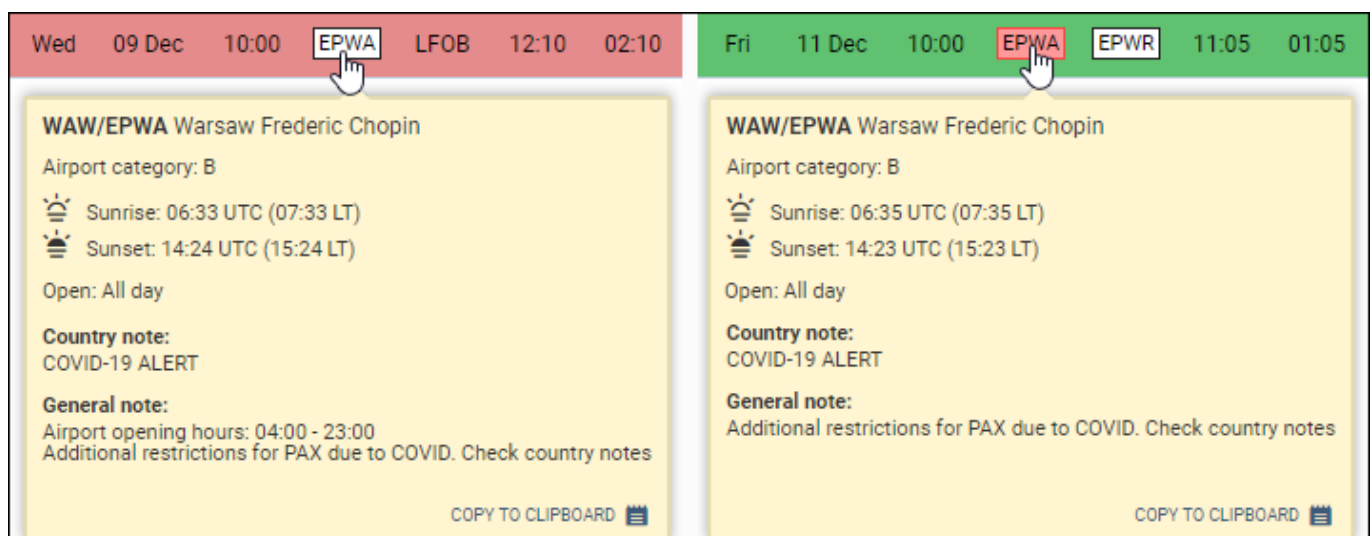 Wed 09 Dec 10:00 EPWA LFOB 12:10 02:10
WAW/EPWA Warsaw Frederic Chopin
Airport category: B
Sunrise: 06:33 UTC (07:33 LT)
Sunset: 14:24 UTC (15:24 LT)
Open: All day
Country note:
COVID-19 ALERT
General note:
Airport opening hours: 04:00 - 23:00
Additional restrictions for PAX due to COVID. Check country notes
COPY TO CLIPBOARD
Fri 11 Dec 10:00 EPWA EPWR 11:05 01:05
WAW/EPWA Warsaw Frederic Chopin
Airport category: B
Sunrise: 06:35 UTC (07:35 LT)
Sunset: 14:23 UTC (15:23 LT)
Open: All day
Country note:
COVID-19 ALERT
General note:
Additional restrictions for PAX due to COVID. Check country notes
COPY TO CLIPBOARD